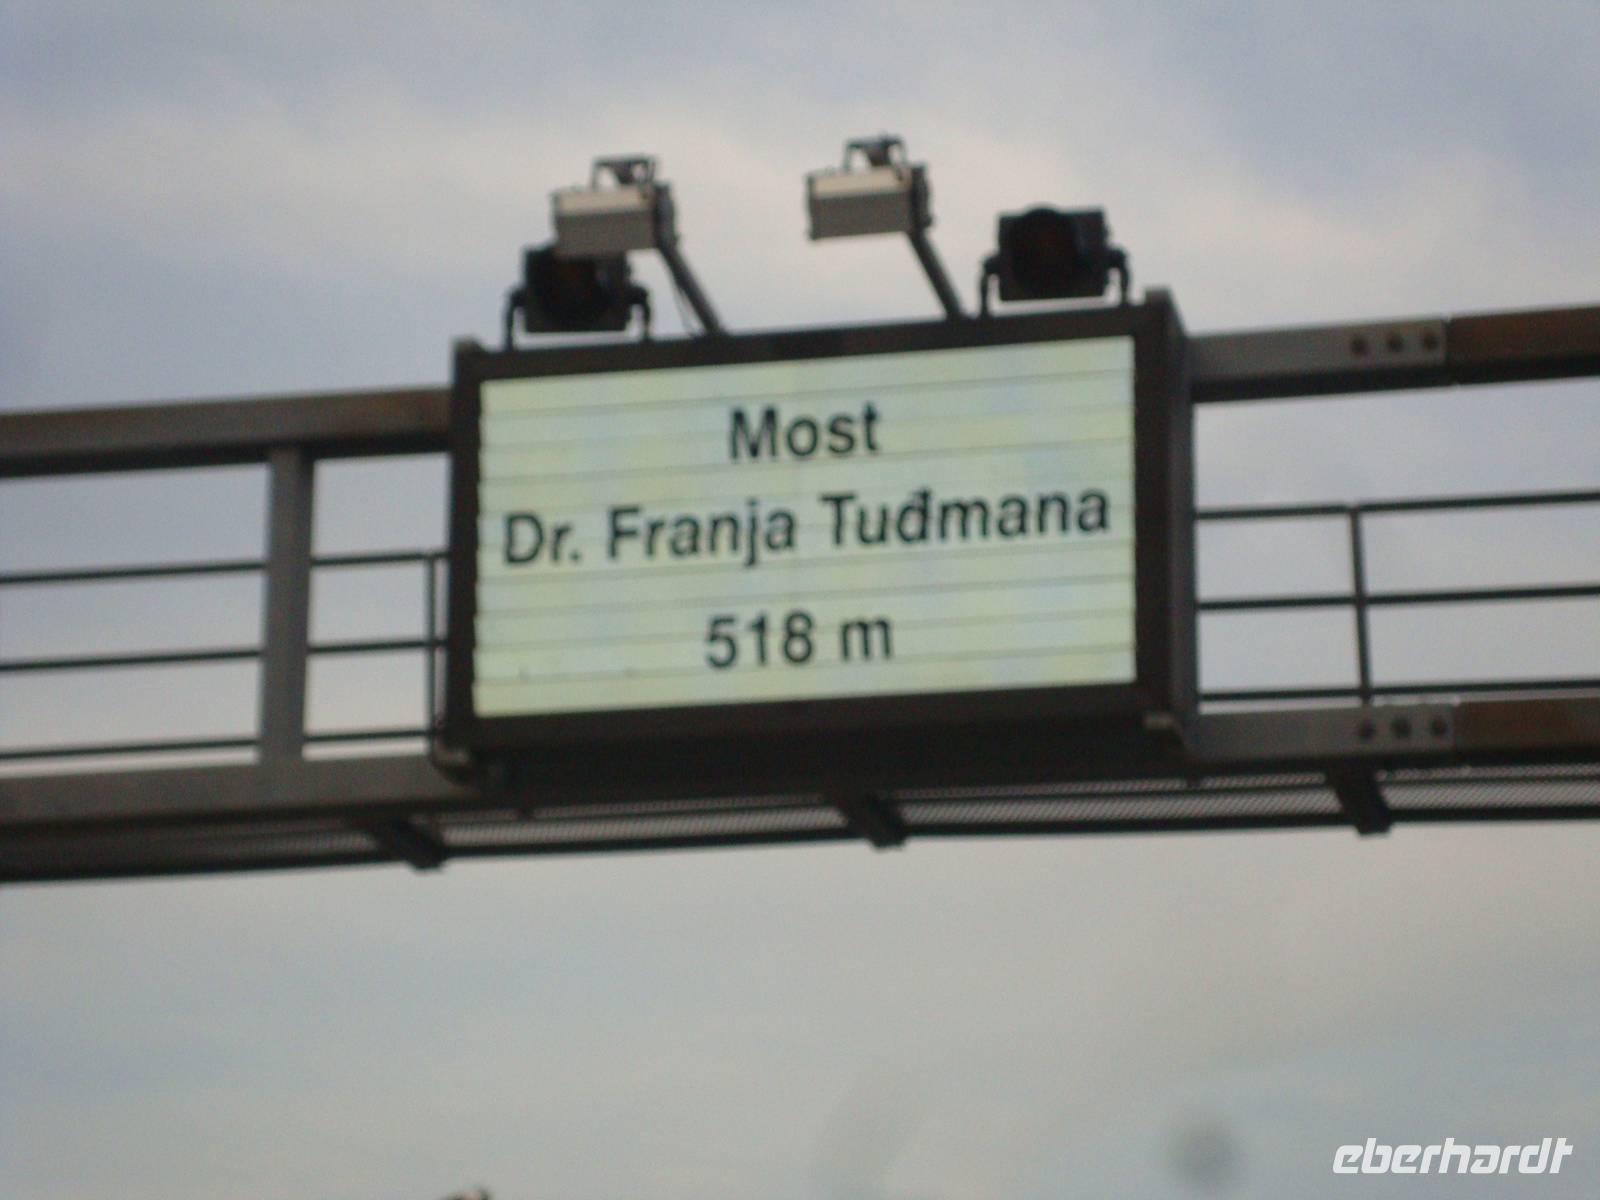 Most
Dr. Franja Tuđmana
518 m
eberhardt